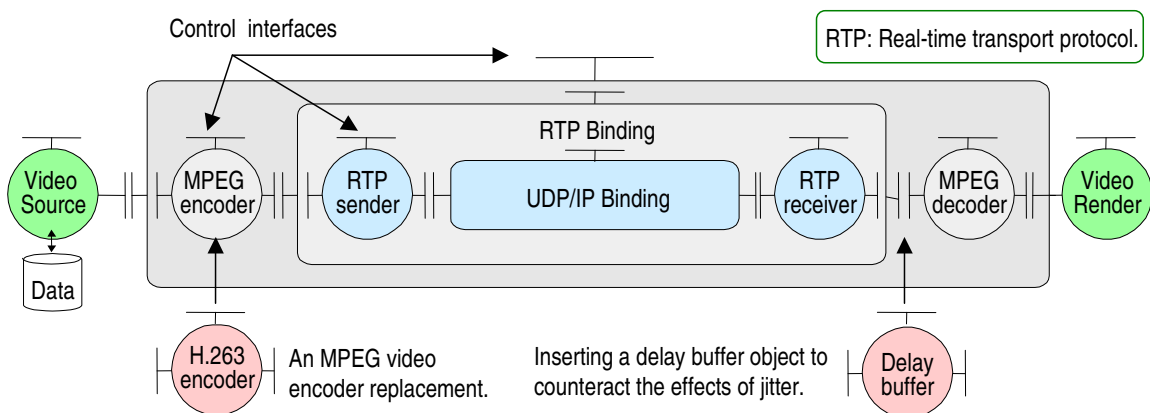 Control interfaces
RTP: Real-time transport protocol.
RTP Binding
Video
Source
MPEG
encoder
RTP
sender
UDP/IP Binding
RTP
receiver
MPEG
decoder
Video
Render
Data
H.263
encoder
An MPEG video
encoder replacement.
Inserting a delay buffer object to
counteract the effects of jitter.
Delay
buffer